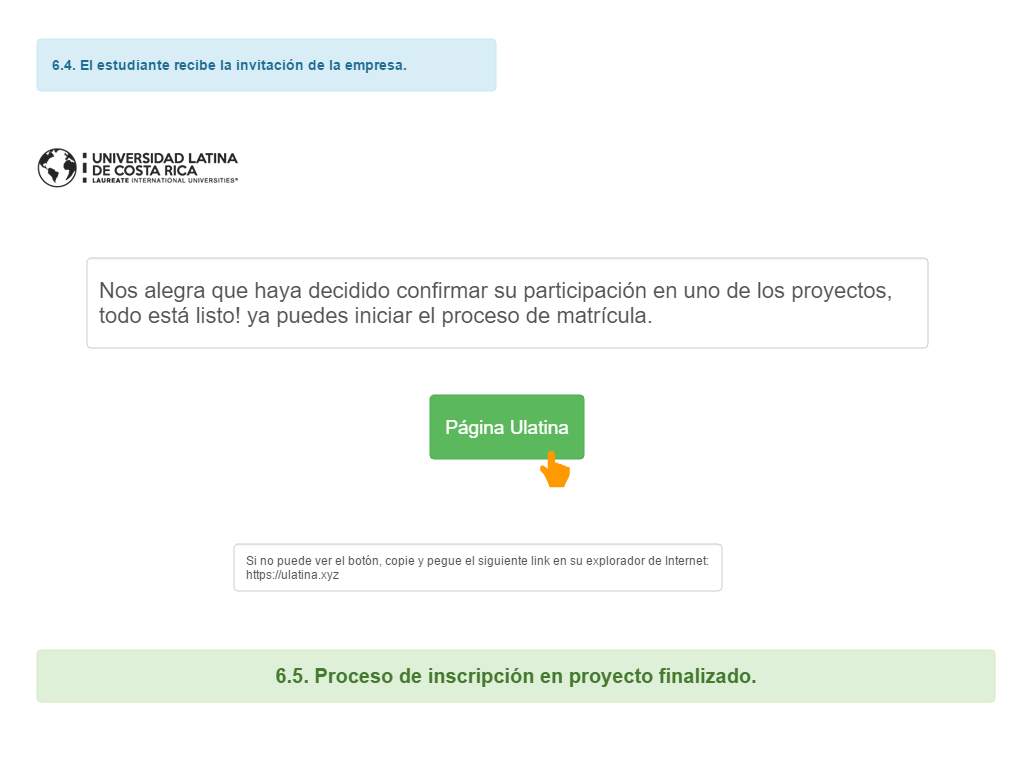 6.4. El estudiante recibe la invitación de la empresa.
UNIVERSIDAD LATINA
DE COSTA RICA
LAUREATE INTERNATIONAL UNIVERSITIES®
Nos alegra que haya decidido confirmar su participación en uno de los proyectos,
todo está listo! ya puedes iniciar el proceso de matrícula.
Página Ulatina
Si no puede ver el botón, copie y pegue el siguiente link en su explorador de Internet:
https://ulatina.xyz
6.5. Proceso de inscripción en proyecto finalizado.